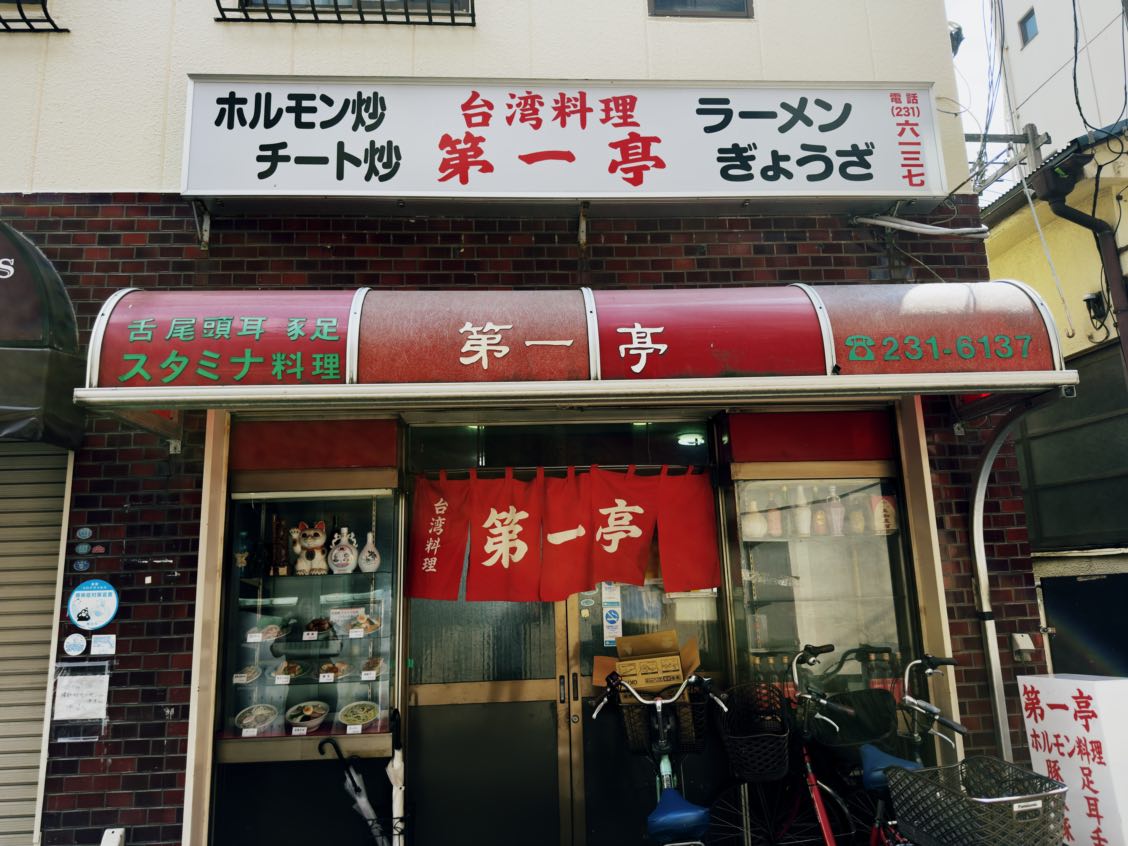 ホルモン炒
チート炒
台湾料理
第一亭
ラーメン
ぎょうざ
電話
(231)
六一三七
舌尾頭耳 豕足
スタミナ料理
第一亭
☎231-6137
台湾料理
第一亭
S
第一亭
ホルモン料理
豚足耳舌